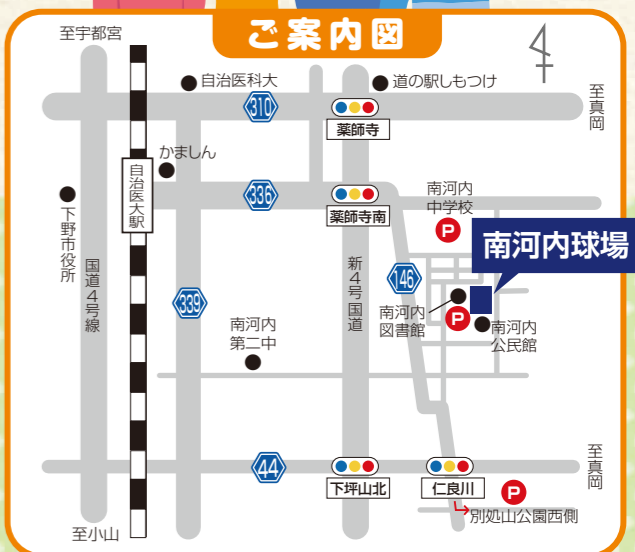 ご案内図
至宇都宮
自治医科大
道の駅しもつけ
310
薬師寺
至真岡
かましん
自治医大駅
336
薬師寺南
南河内
中学校
P
南河内球場
下野市役所
国道4号線
339
新4号国道
146
南河内
図書館
P
南河内
公民館
南河内
第二中
44
下坪山北
仁良川
P
至真岡
別処山公園西側
至小山